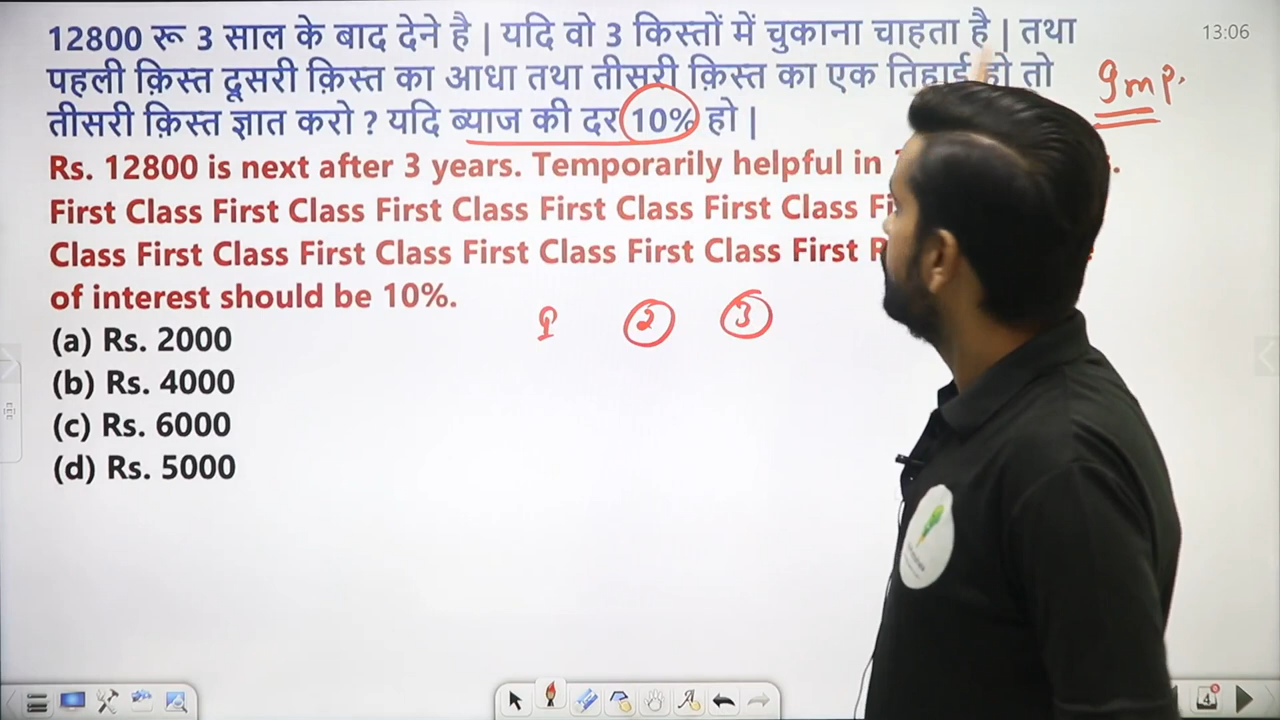 12800 रू 3 साल के बाद देने है | यदि वो 3 किस्तों में चुकाना चाहता है | तथा
पहली क़िस्त दूसरी क़िस्त का आधा तथा तीसरी क़िस्त का एक तिहाई हो तो
तीसरी क़िस्त ज्ञात करो ? यदि ब्याज की दर 10% हो |
13:06
Imp.
Rs. 12800 is next after 3 years. Temporarily helpful in
First Class First Class First Class First Class First Class
Class First Class First Class First Class First Class First
of interest should be 10%.
1 2 3
(a) Rs. 2000
(b) Rs. 4000
(c) Rs. 6000
(d) Rs. 5000